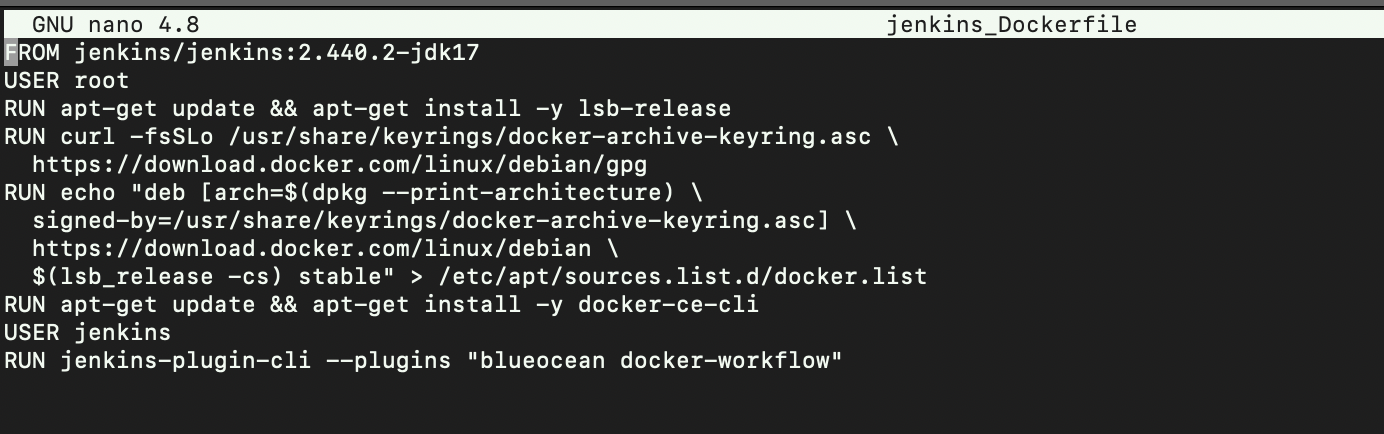 GNU nano 4.8 jenkins_Dockerfile
FROM jenkins/jenkins:2.440.2-jdk17
USER root
RUN apt-get update && apt-get install -y lsb-release
RUN curl -fsSLo /usr/share/keyrings/docker-archive-keyring.asc \
  https://download.docker.com/linux/debian/gpg
RUN echo "deb [arch=$(dpkg --print-architecture) \
  signed-by=/usr/share/keyrings/docker-archive-keyring.asc] \
  https://download.docker.com/linux/debian \
  $(lsb_release -cs) stable" > /etc/apt/sources.list.d/docker.list
RUN apt-get update && apt-get install -y docker-ce-cli
USER jenkins
RUN jenkins-plugin-cli --plugins "blueocean docker-workflow"